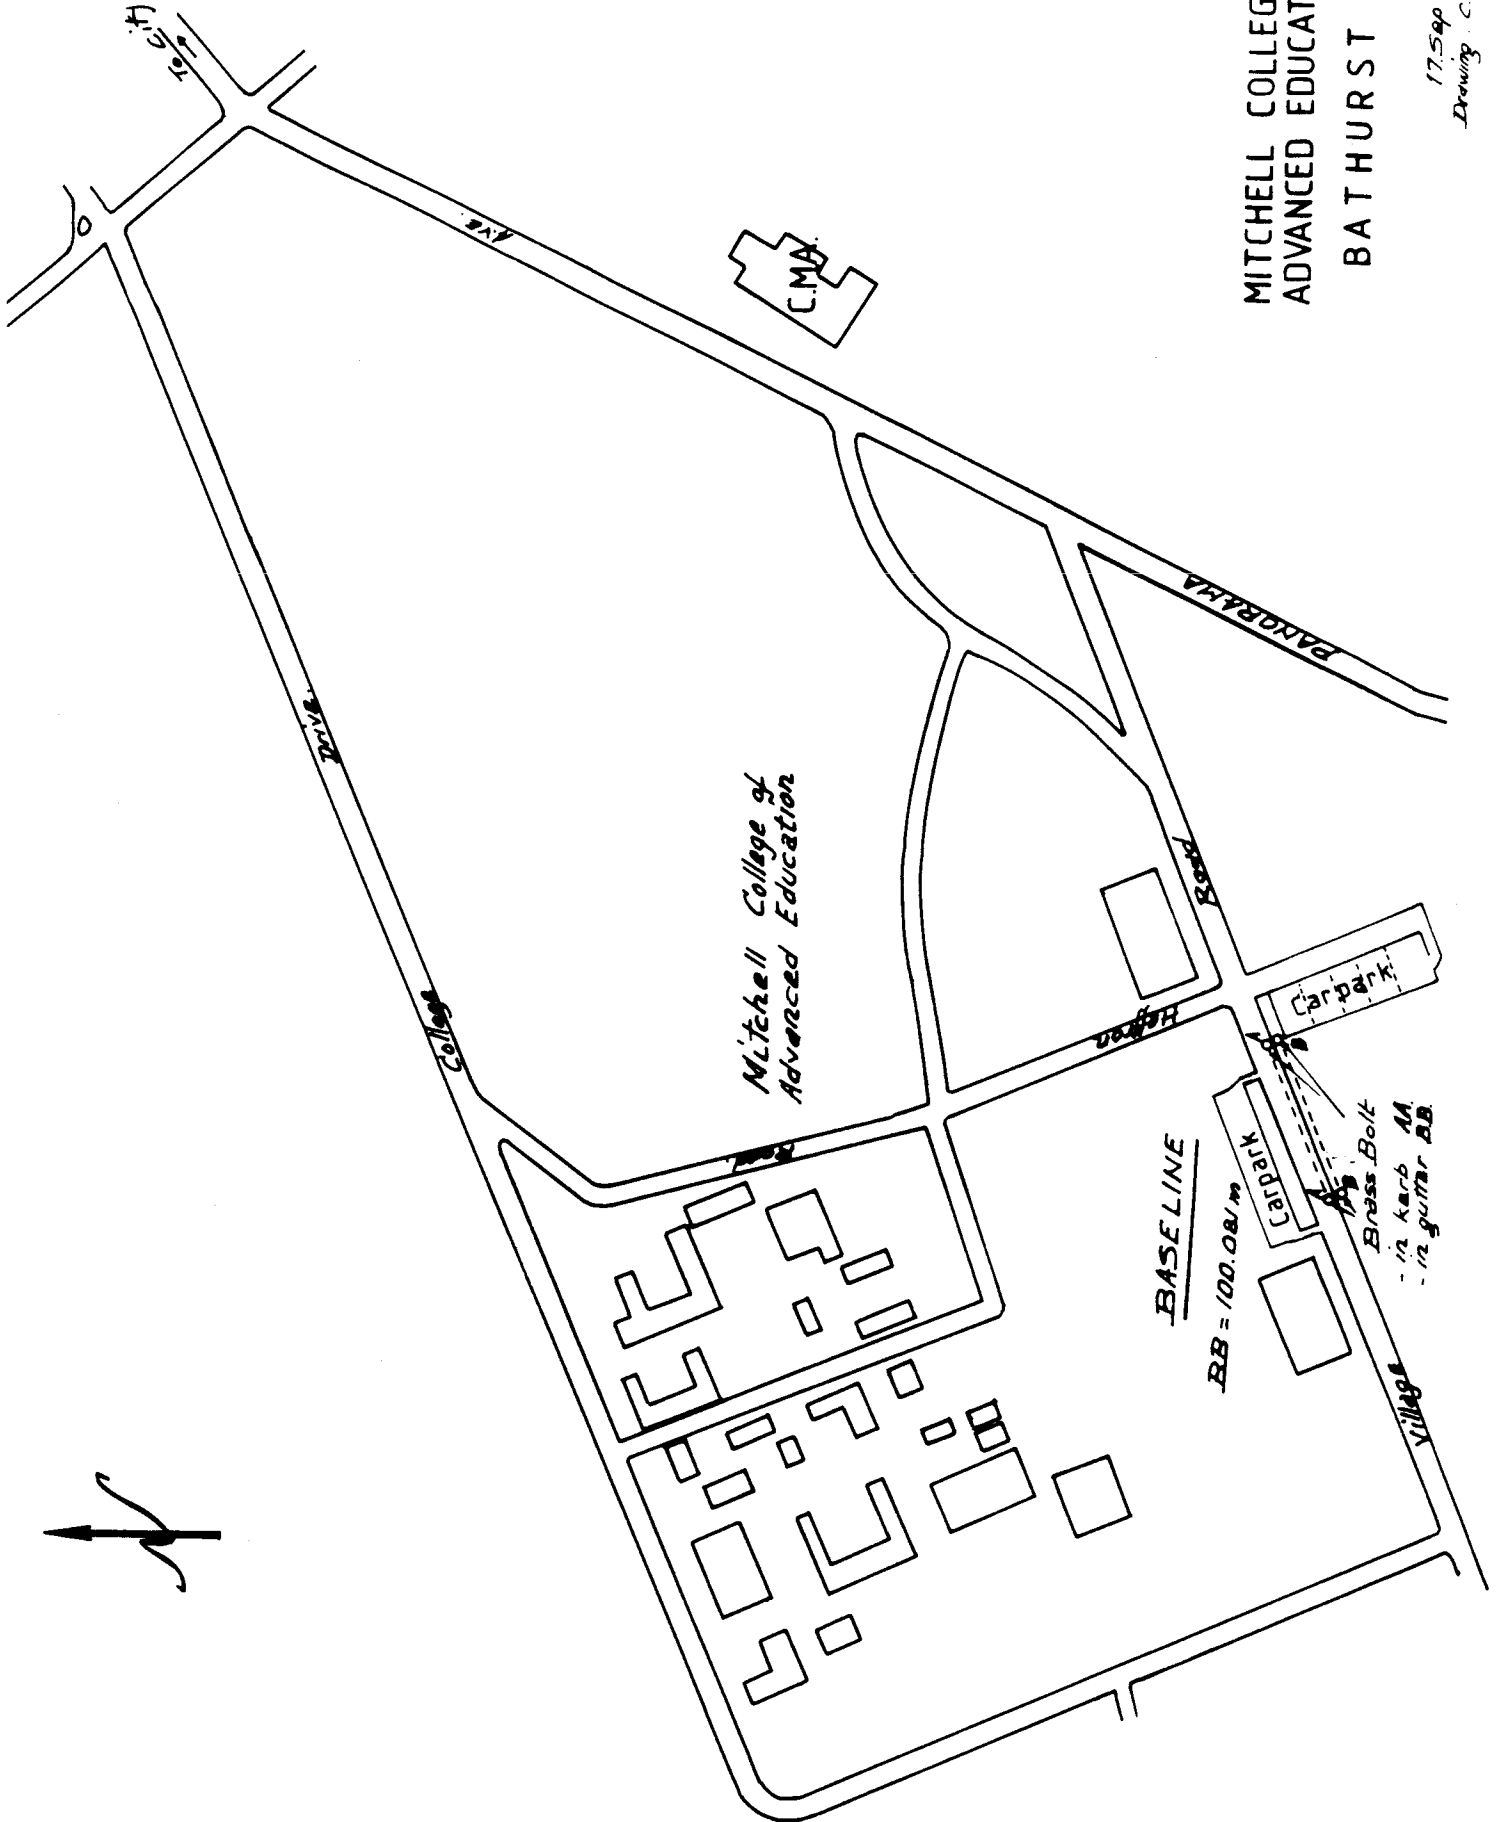 To City
AVE.
C.M.A.
MITCHELL COLLEG
ADVANCED EDUCAT
BATHURST
17 Sep
Drawing C.
Drive.
College
Mitchell College of
Advanced Education
PANORAMA
Road
Heffron
Road
Carpark
Carpark
A
B
A
B
BASELINE
BB = 100.081 m
Brass Bolt
- in kerb AA.
- in gutter BB.
Village
N